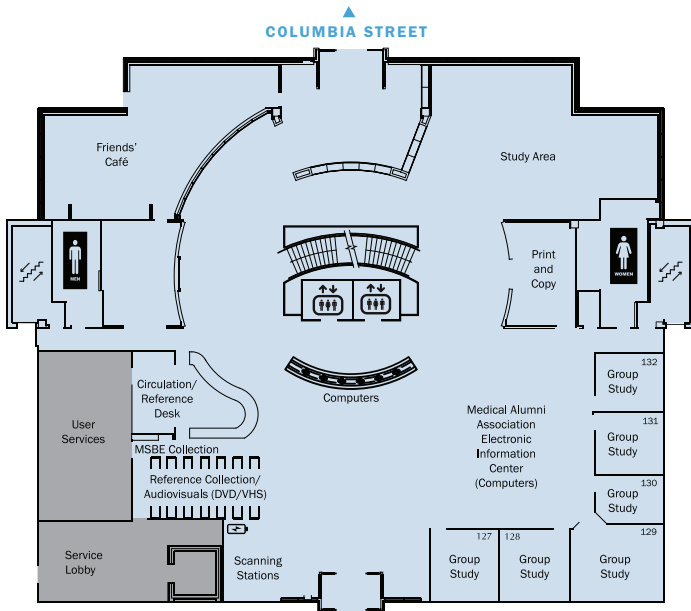 COLUMBIA STREET
Friends'
Café
Study Area
MEN
Print
and
Copy
WOMEN
132
Group
Study
Circulation/
Reference
Desk
Computers
User
Services
Medical Alumni
Association
Electronic
Information
Center
(Computers)
131
Group
Study
MSBE Collection
Reference Collection/
Audiovisuals (DVD/VHS)
130
Group
Study
129
Group
Study
127
Group
Study
128
Group
Study
Service
Lobby
Scanning
Stations